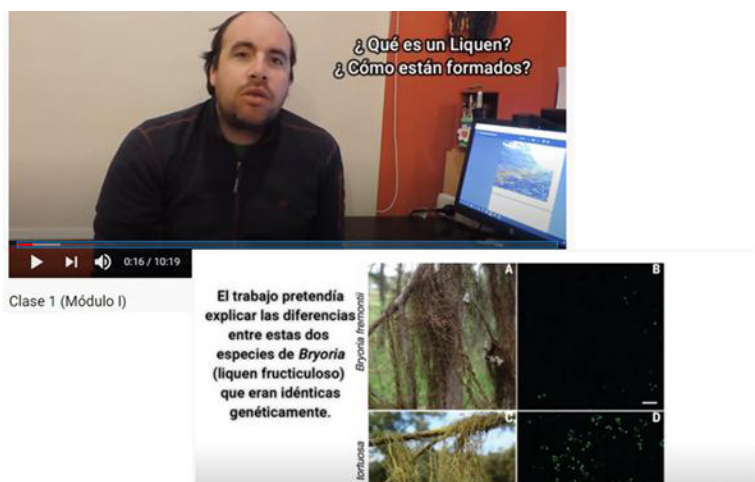 ¿ Qué es un Liquen?
¿ Cómo están formados?
0:16 / 10:19
Clase 1 (Módulo I)
El trabajo pretendía
explicar las diferencias
entre estas dos
especies de Bryoria
(liquen fructiculoso)
que eran idénticas
genéticamente.
Bryoria fremontii
A
B
tortuosa
C
D